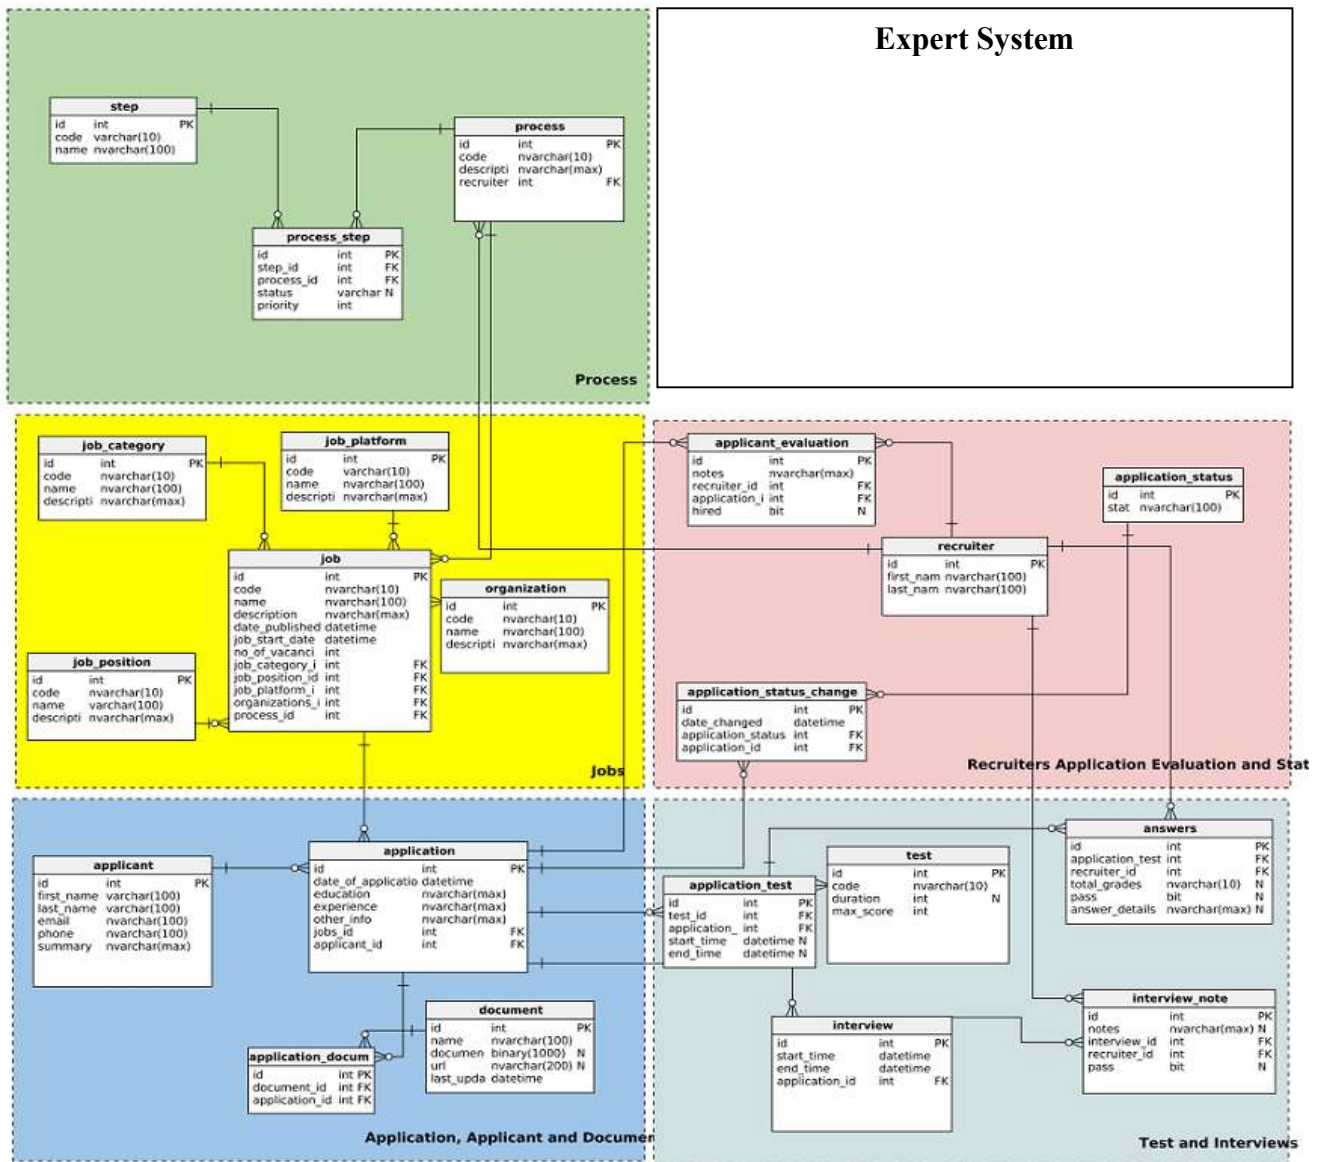 Expert System
step
id int PK
code varchar(10)
name nvarchar(100)
process
id int PK
code nvarchar(10)
descripti nvarchar(max)
recruiter int FK
process_step
id int PK
step_id int FK
process_id int FK
status varchar N
priority int
Process
job_category
id int PK
code nvarchar(10)
name nvarchar(100)
descripti nvarchar(max)
job_platform
id int PK
code varchar(10)
name nvarchar(100)
descripti nvarchar(max)
job
id int PK
code nvarchar(10)
name nvarchar(100)
description nvarchar(max)
date_published datetime
job_start_date datetime
no_of_vacanci int
job_category_i int FK
job_position_id int FK
job_platform_i int FK
organizations_i int FK
process_id int FK
organization
id int PK
code nvarchar(10)
name nvarchar(100)
descripti nvarchar(max)
job_position
id int PK
code nvarchar(10)
name varchar(100)
descripti nvarchar(max)
Jobs
applicant_evaluation
id int PK
notes nvarchar(max)
recruiter_id int FK
application_i int FK
hired bit N
application_status
id int PK
stat nvarchar(100)
recruiter
id int PK
first_nam nvarchar(100)
last_nam nvarchar(100)
application_status_change
id int PK
date_changed datetime
application_status int FK
application_id int FK
Recruiters Application Evaluation and Stat
applicant
id int PK
first_name varchar(100)
last_name varchar(100)
email nvarchar(100)
phone nvarchar(100)
summary nvarchar(max)
application
id int PK
date_of_applicatio datetime
education nvarchar(max)
experience nvarchar(max)
other_info nvarchar(max)
jobs_id int FK
applicant_id int FK
document
id int PK
name nvarchar(100)
documen binary(1000) N
url nvarchar(200) N
last_upda datetime
application_docum
id int PK
document_id int FK
application_id int FK
Application, Applicant and Documer
answers
id int PK
application_test int FK
recruiter_id int FK
total_grades nvarchar(10) N
pass bit N
answer_details nvarchar(max) N
test
id int PK
code nvarchar(10)
duration int N
max_score int
application_test
id int PK
test_id int FK
application_ int FK
start_time datetime N
end_time datetime N
interview
id int PK
start_time datetime
end_time datetime
application_id int FK
interview_note
id int PK
notes nvarchar(max) N
interview_id int FK
recruiter_id int FK
pass bit N
Test and Interviews